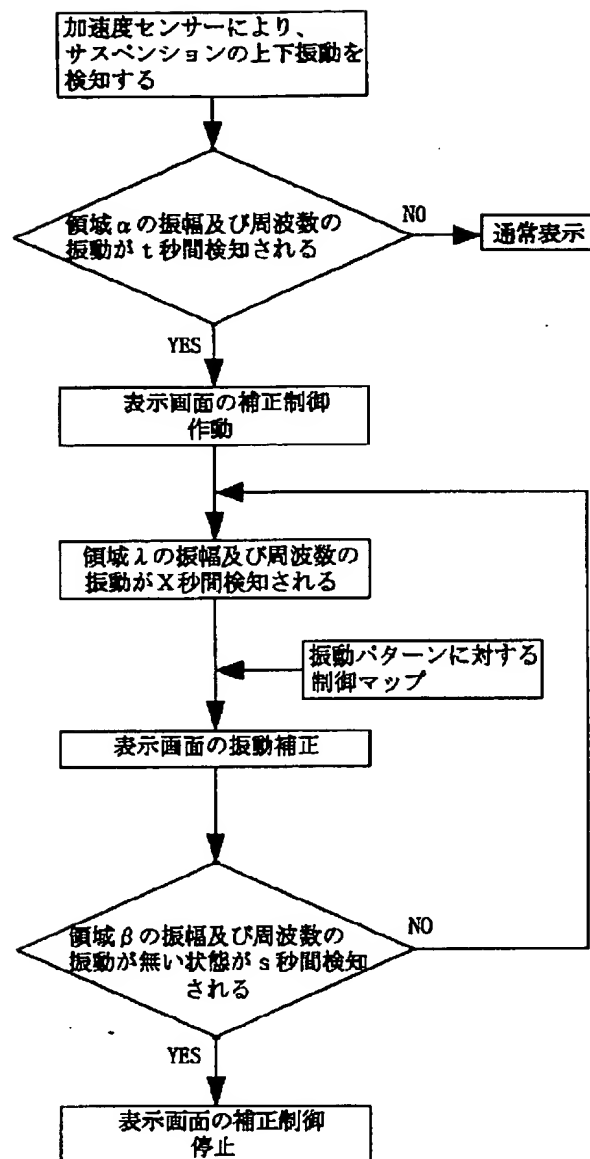 加速度センサーにより、
サスペンションの上下振動を
検知する
領域αの振幅及び周波数の
振動がt秒間検知される
NO
通常表示
YES
表示画面の補正制御
作動
領域λの振幅及び周波数の
振動がX秒間検知される
振動パターンに対する
制御マップ
表示画面の振動補正
領域βの振幅及び周波数の
振動が無い状態がs秒間検知
される
NO
YES
表示画面の補正制御
停止